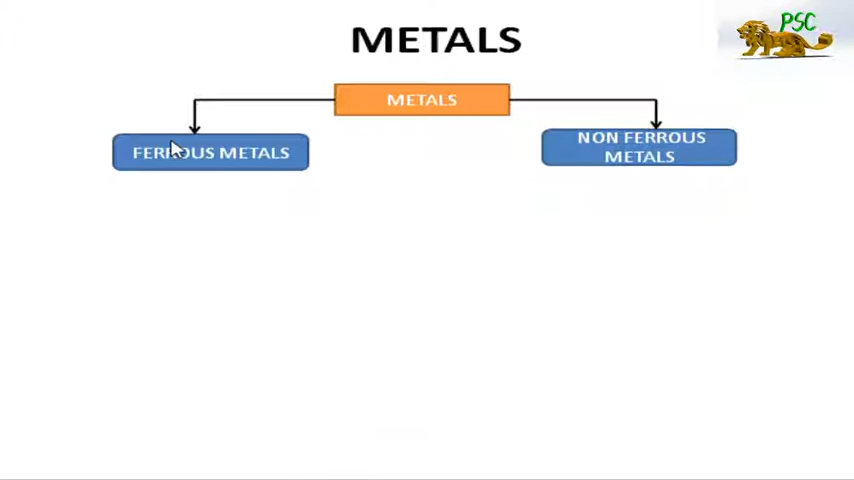 METALS
PSC
METALS
FERROUS METALS
NON FERROUS
METALS